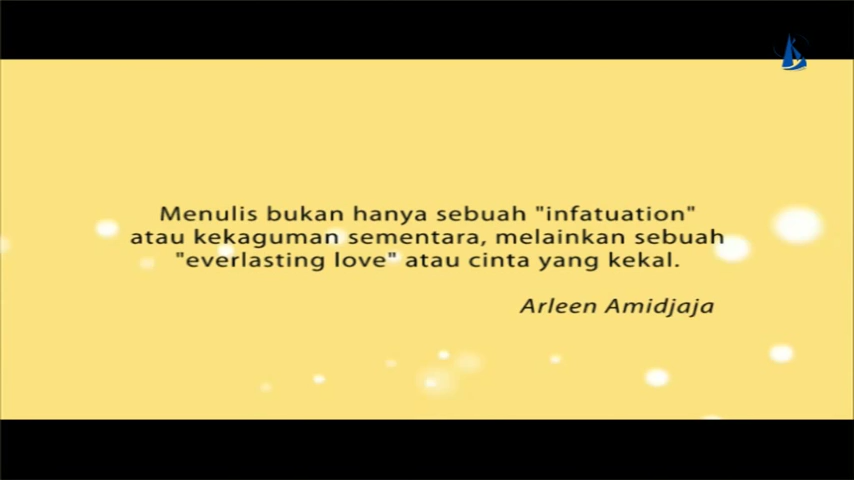 Menulis bukan hanya sebuah "infatuation"
atau kekaguman sementara, melainkan sebuah
"everlasting love" atau cinta yang kekal.
Arleen Amidjaja